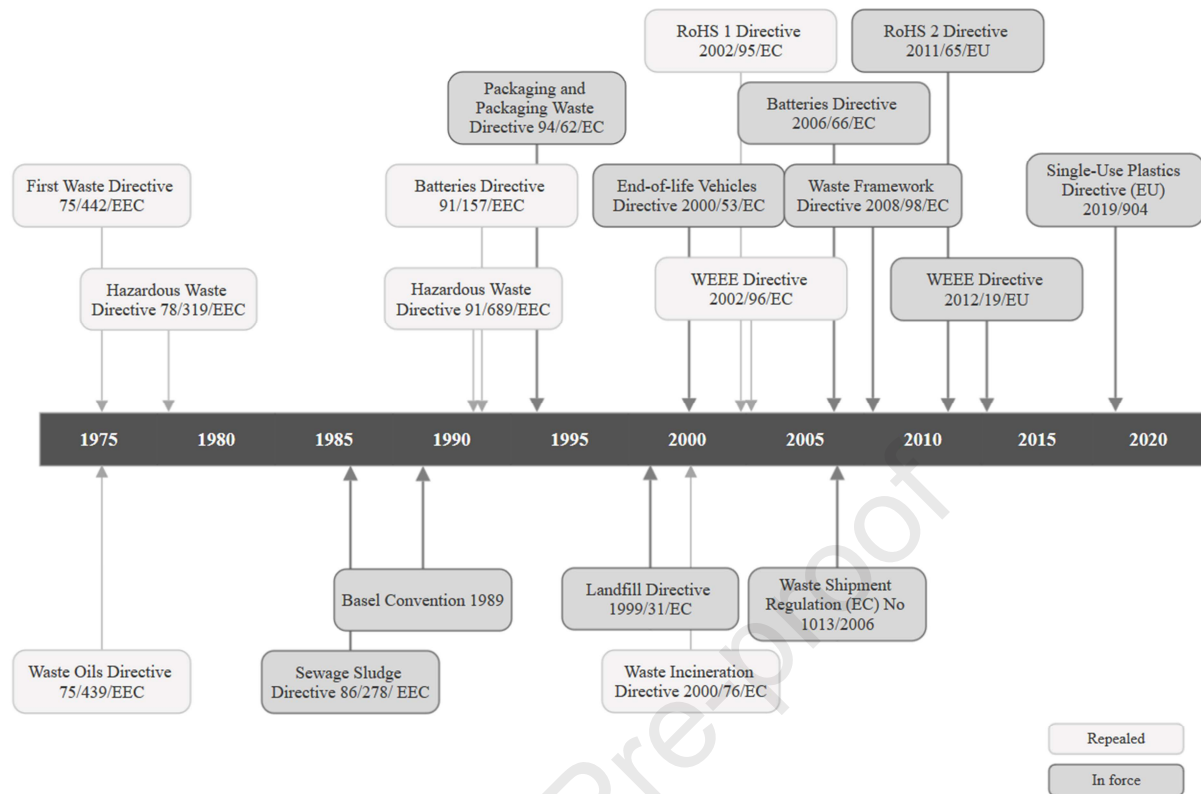 RoHS 1 Directive
2002/95/EC
RoHS 2 Directive
2011/65/EU
Packaging and
Packaging Waste
Directive 94/62/EC
Batteries Directive
2006/66/EC
First Waste Directive
75/442/EEC
Batteries Directive
91/157/EEC
End-of-life Vehicles
Directive 2000/53/EC
Waste Framework
Directive 2008/98/EC
Single-Use Plastics
Directive (EU)
2019/904
Hazardous Waste
Directive 78/319/EEC
Hazardous Waste
Directive 91/689/EEC
WEEE Directive
2002/96/EC
WEEE Directive
2012/19/EU
1975 1980 1985 1990 1995 2000 2005 2010 2015 2020
Basel Convention 1989
Landfill Directive
1999/31/EC
Waste Shipment
Regulation (EC) No
1013/2006
Waste Oils Directive
75/439/EEC
Sewage Sludge
Directive 86/278/ EEC
Waste Incineration
Directive 2000/76/EC
Repealed
In force
Pre-proof